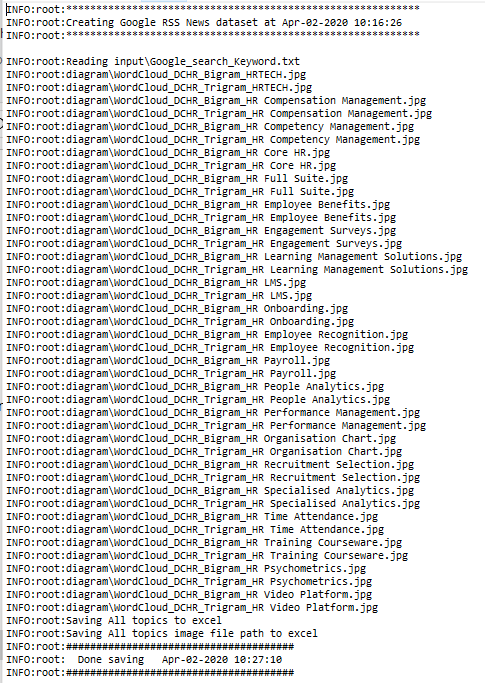 INFO:root:*****************************************************
INFO:root:Creating Google RSS News dataset at Apr-02-2020 10:16:26
INFO:root:*****************************************************
INFO:root:Reading input\Google_search_Keyword.txt
INFO:root:diagram\WordCloud_DCHR_Bigram_HRTECH.jpg
INFO:root:diagram\WordCloud_DCHR_Trigram_HRTECH.jpg
INFO:root:diagram\WordCloud_DCHR_Bigram_HR Compensation Management.jpg
INFO:root:diagram\WordCloud_DCHR_Trigram_HR Compensation Management.jpg
INFO:root:diagram\WordCloud_DCHR_Bigram_HR Competency Management.jpg
INFO:root:diagram\WordCloud_DCHR_Trigram_HR Competency Management.jpg
INFO:root:diagram\WordCloud_DCHR_Bigram_HR Core HR.jpg
INFO:root:diagram\WordCloud_DCHR_Trigram_HR Core HR.jpg
INFO:root:diagram\WordCloud_DCHR_Bigram_HR Full Suite.jpg
INFO:root:diagram\WordCloud_DCHR_Trigram_HR Full Suite.jpg
INFO:root:diagram\WordCloud_DCHR_Bigram_HR Employee Benefits.jpg
INFO:root:diagram\WordCloud_DCHR_Trigram_HR Employee Benefits.jpg
INFO:root:diagram\WordCloud_DCHR_Bigram_HR Engagement Surveys.jpg
INFO:root:diagram\WordCloud_DCHR_Trigram_HR Engagement Surveys.jpg
INFO:root:diagram\WordCloud_DCHR_Bigram_HR Learning Management Solutions.jpg
INFO:root:diagram\WordCloud_DCHR_Trigram_HR Learning Management Solutions.jpg
INFO:root:diagram\WordCloud_DCHR_Bigram_HR LMS.jpg
INFO:root:diagram\WordCloud_DCHR_Trigram_HR LMS.jpg
INFO:root:diagram\WordCloud_DCHR_Bigram_HR Onboarding.jpg
INFO:root:diagram\WordCloud_DCHR_Trigram_HR Onboarding.jpg
INFO:root:diagram\WordCloud_DCHR_Bigram_HR Employee Recognition.jpg
INFO:root:diagram\WordCloud_DCHR_Trigram_HR Employee Recognition.jpg
INFO:root:diagram\WordCloud_DCHR_Bigram_HR Payroll.jpg
INFO:root:diagram\WordCloud_DCHR_Trigram_HR Payroll.jpg
INFO:root:diagram\WordCloud_DCHR_Bigram_HR People Analytics.jpg
INFO:root:diagram\WordCloud_DCHR_Trigram_HR People Analytics.jpg
INFO:root:diagram\WordCloud_DCHR_Bigram_HR Performance Management.jpg
INFO:root:diagram\WordCloud_DCHR_Trigram_HR Performance Management.jpg
INFO:root:diagram\WordCloud_DCHR_Bigram_HR Organisation Chart.jpg
INFO:root:diagram\WordCloud_DCHR_Trigram_HR Organisation Chart.jpg
INFO:root:diagram\WordCloud_DCHR_Bigram_HR Recruitment Selection.jpg
INFO:root:diagram\WordCloud_DCHR_Trigram_HR Recruitment Selection.jpg
INFO:root:diagram\WordCloud_DCHR_Bigram_HR Specialised Analytics.jpg
INFO:root:diagram\WordCloud_DCHR_Trigram_HR Specialised Analytics.jpg
INFO:root:diagram\WordCloud_DCHR_Bigram_HR Time Attendance.jpg
INFO:root:diagram\WordCloud_DCHR_Trigram_HR Time Attendance.jpg
INFO:root:diagram\WordCloud_DCHR_Bigram_HR Training Courseware.jpg
INFO:root:diagram\WordCloud_DCHR_Trigram_HR Training Courseware.jpg
INFO:root:diagram\WordCloud_DCHR_Bigram_HR Psychometrics.jpg
INFO:root:diagram\WordCloud_DCHR_Trigram_HR Psychometrics.jpg
INFO:root:diagram\WordCloud_DCHR_Bigram_HR Video Platform.jpg
INFO:root:diagram\WordCloud_DCHR_Trigram_HR Video Platform.jpg
INFO:root:Saving All topics to excel
INFO:root:Saving All topics image file path to excel
INFO:root:######################################
INFO:root:  Done saving   Apr-02-2020 10:27:10
INFO:root:######################################